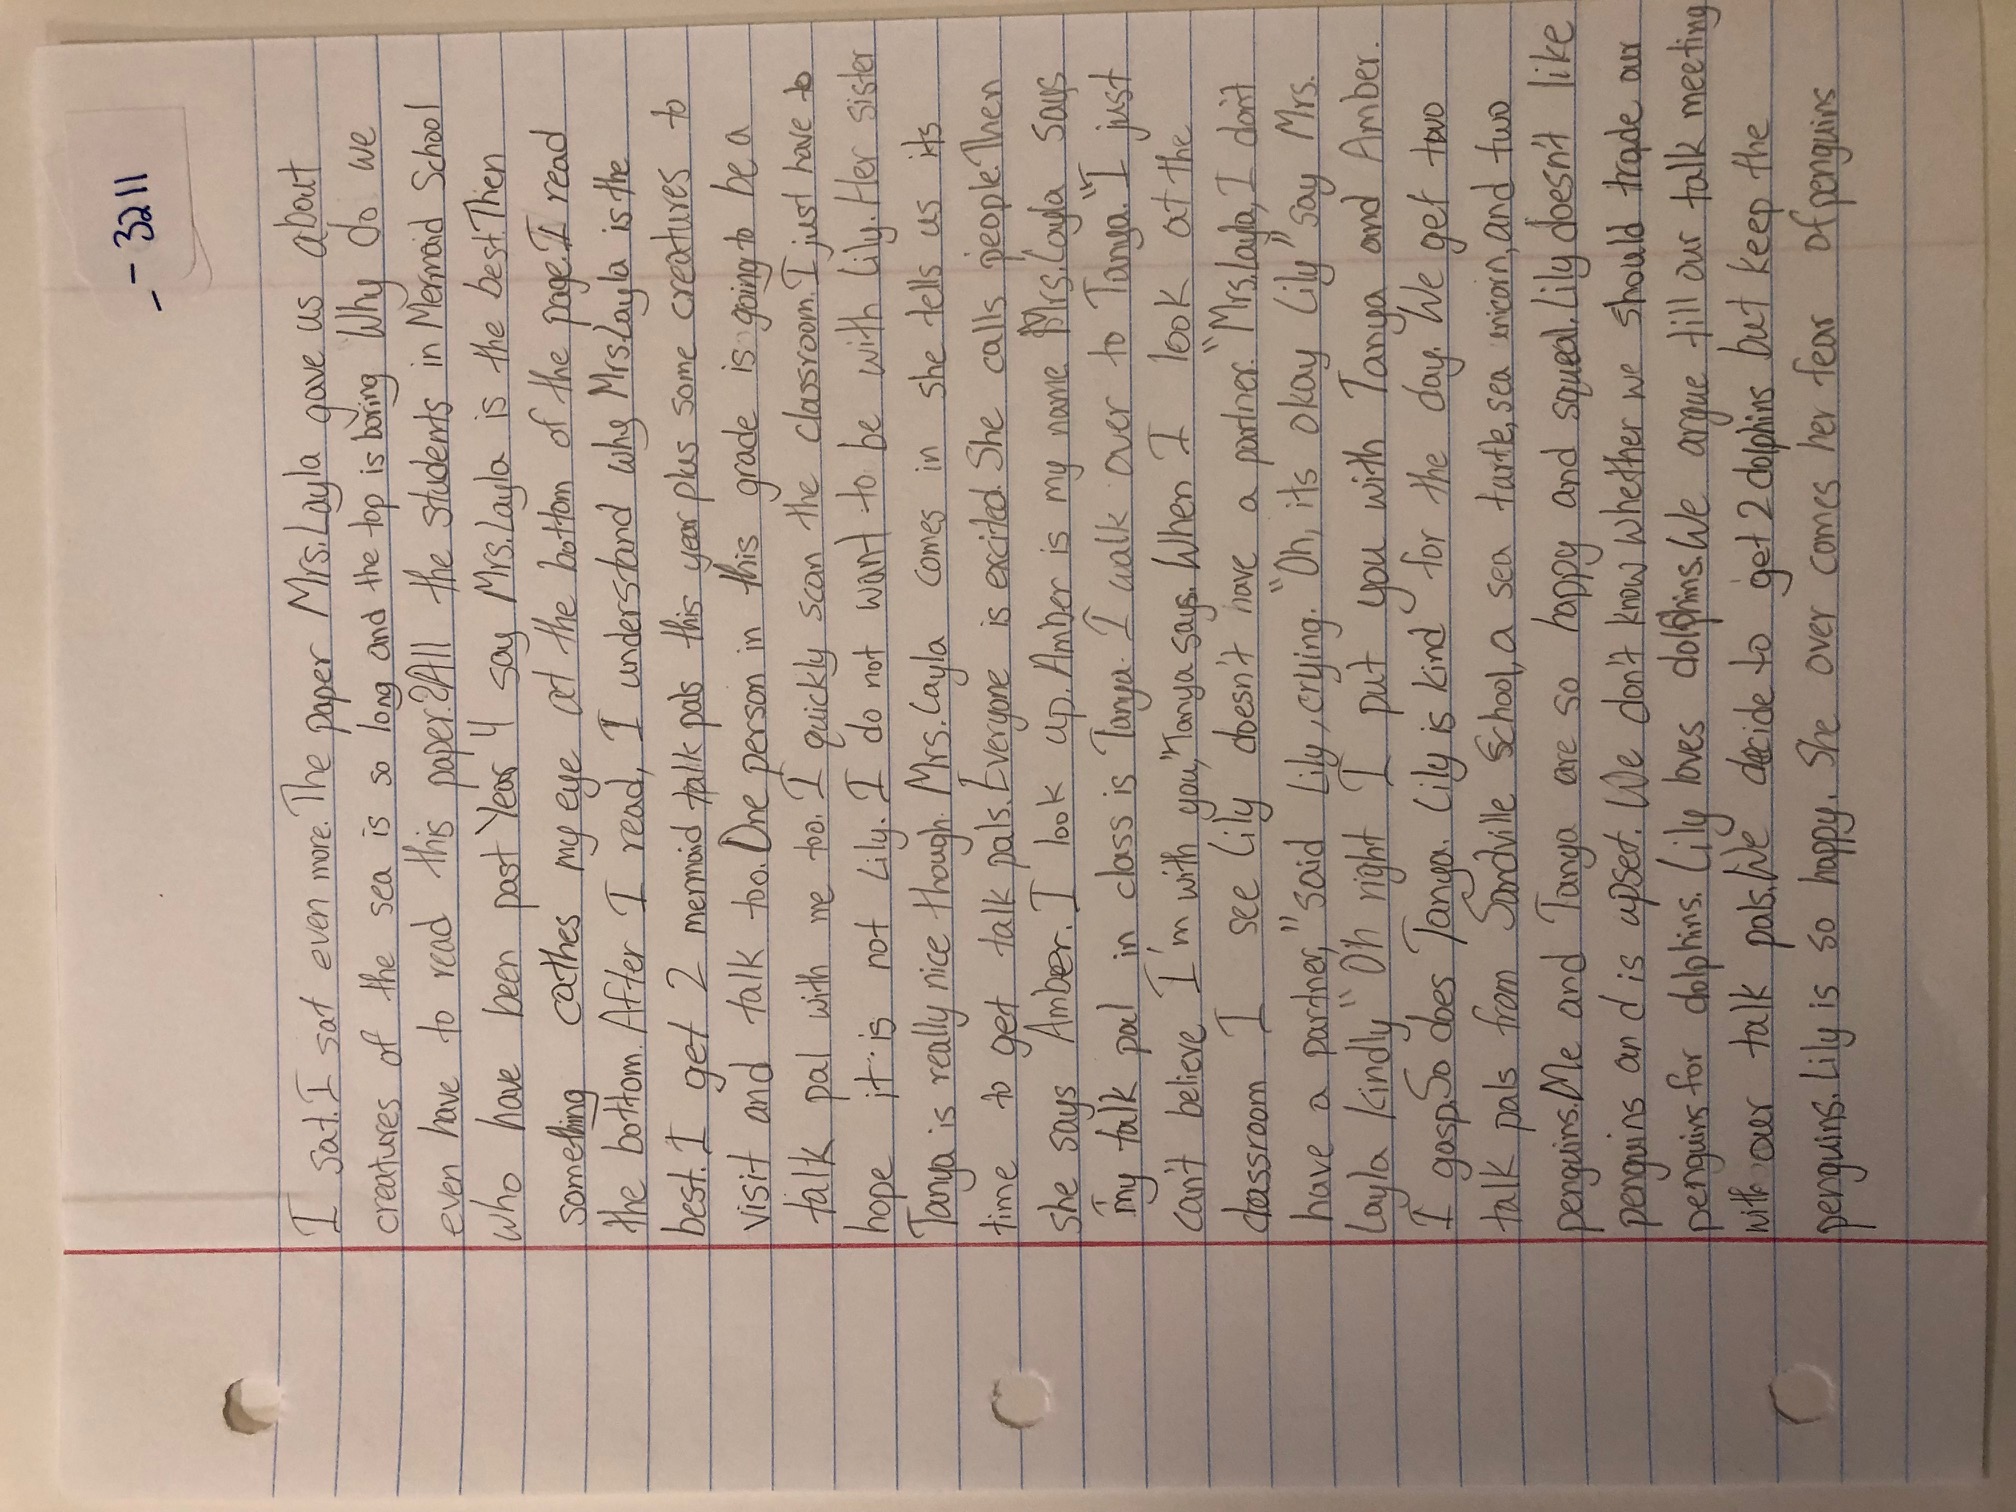 -- 3211
I sat. I sat even more. The paper Mrs. Layla gave us about
creatures of the sea is so long and the top is boring Why do we
even have to read this paper.? All the students in Mermaid School
who have been past Year 4 say Mrs. Layla is the best. Then
something cathes my eye at the bottom of the page. I read
the bottom. After I read, I understand why Mrs. Layla is the
best. I get 2 mermaid talk pals this year plus some creatures to
visit and talk too. One person in this grade is going to be a
talk pal with me too. I quickly scan the classroom. I just have to
hope it is not Lily. I do not want to be with Lily. Her sister
Tanya is really nice though. Mrs. Layla comes in she tells us its
time to get talk pals. Everyone is excited. She calls people. Then
she says Amber. I look up. Amber is my name Mrs. Layla says
my talk pal in class is Tanya. I walk over to Tanya. "I just
can't believe I'm with you," Tanya says. When I look at the
classroom I see Lily doesn't have a partner. "Mrs. Layla, I don't
have a partner," said Lily, crying. "Oh, its okay Lily" say Mrs.
Layla kindly "Oh right I put you with Tanya and Amber.
I gasp. So does Tanya. Lily is kind for the day. We get two
talk pals from Sandville School, a sea turtle, sea unicorn, and two
penguins. Me and Tanya are so happy and squeal. Lily doesn't like
penguins and is upset. We don't know whether we should trade our
penguins for dolphins. Lily loves dolphins. We argue till our talk meeting
with our talk pals. We decide to get 2 dolphins but keep the
penguins. Lily is so happy. She over comes her fear of penguins